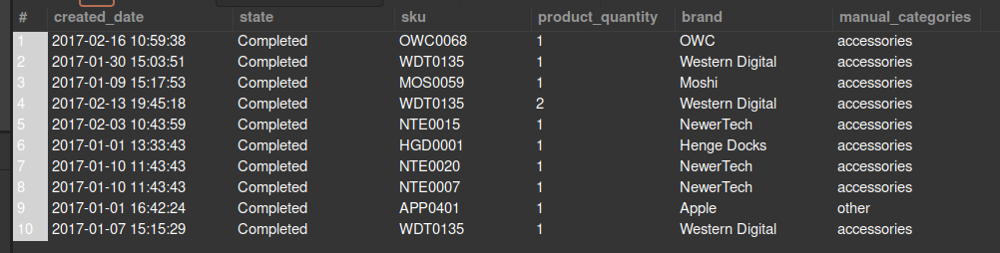 # created_date state sku product_quantity brand manual_categories
1 2017-02-16 10:59:38 Completed OWC0068 1 OWC accessories
2 2017-01-30 15:03:51 Completed WDT0135 1 Western Digital accessories
3 2017-01-09 15:17:53 Completed MOS0059 1 Moshi accessories
4 2017-02-13 19:45:18 Completed WDT0135 2 Western Digital accessories
5 2017-02-03 10:43:59 Completed NTE0015 1 NewerTech accessories
6 2017-01-01 13:33:43 Completed HGD0001 1 Henge Docks accessories
7 2017-01-10 11:43:43 Completed NTE0020 1 NewerTech accessories
8 2017-01-10 11:43:43 Completed NTE0007 1 NewerTech accessories
9 2017-01-01 16:42:24 Completed APP0401 1 Apple other
10 2017-01-07 15:15:29 Completed WDT0135 1 Western Digital accessories